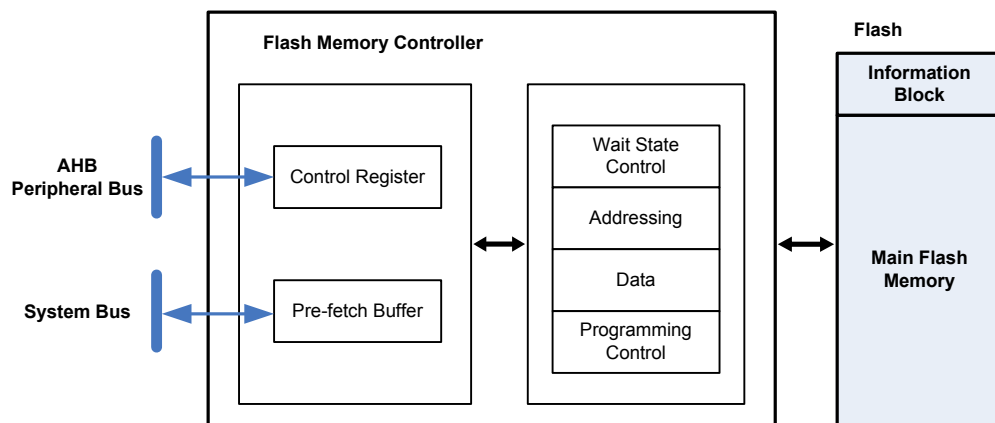 Flash Memory Controller
Flash
Information
Block
AHB
Peripheral Bus
Control Register
Wait State
Control
Addressing
Main Flash
Memory
System Bus
Pre-fetch Buffer
Data
Programming
Control